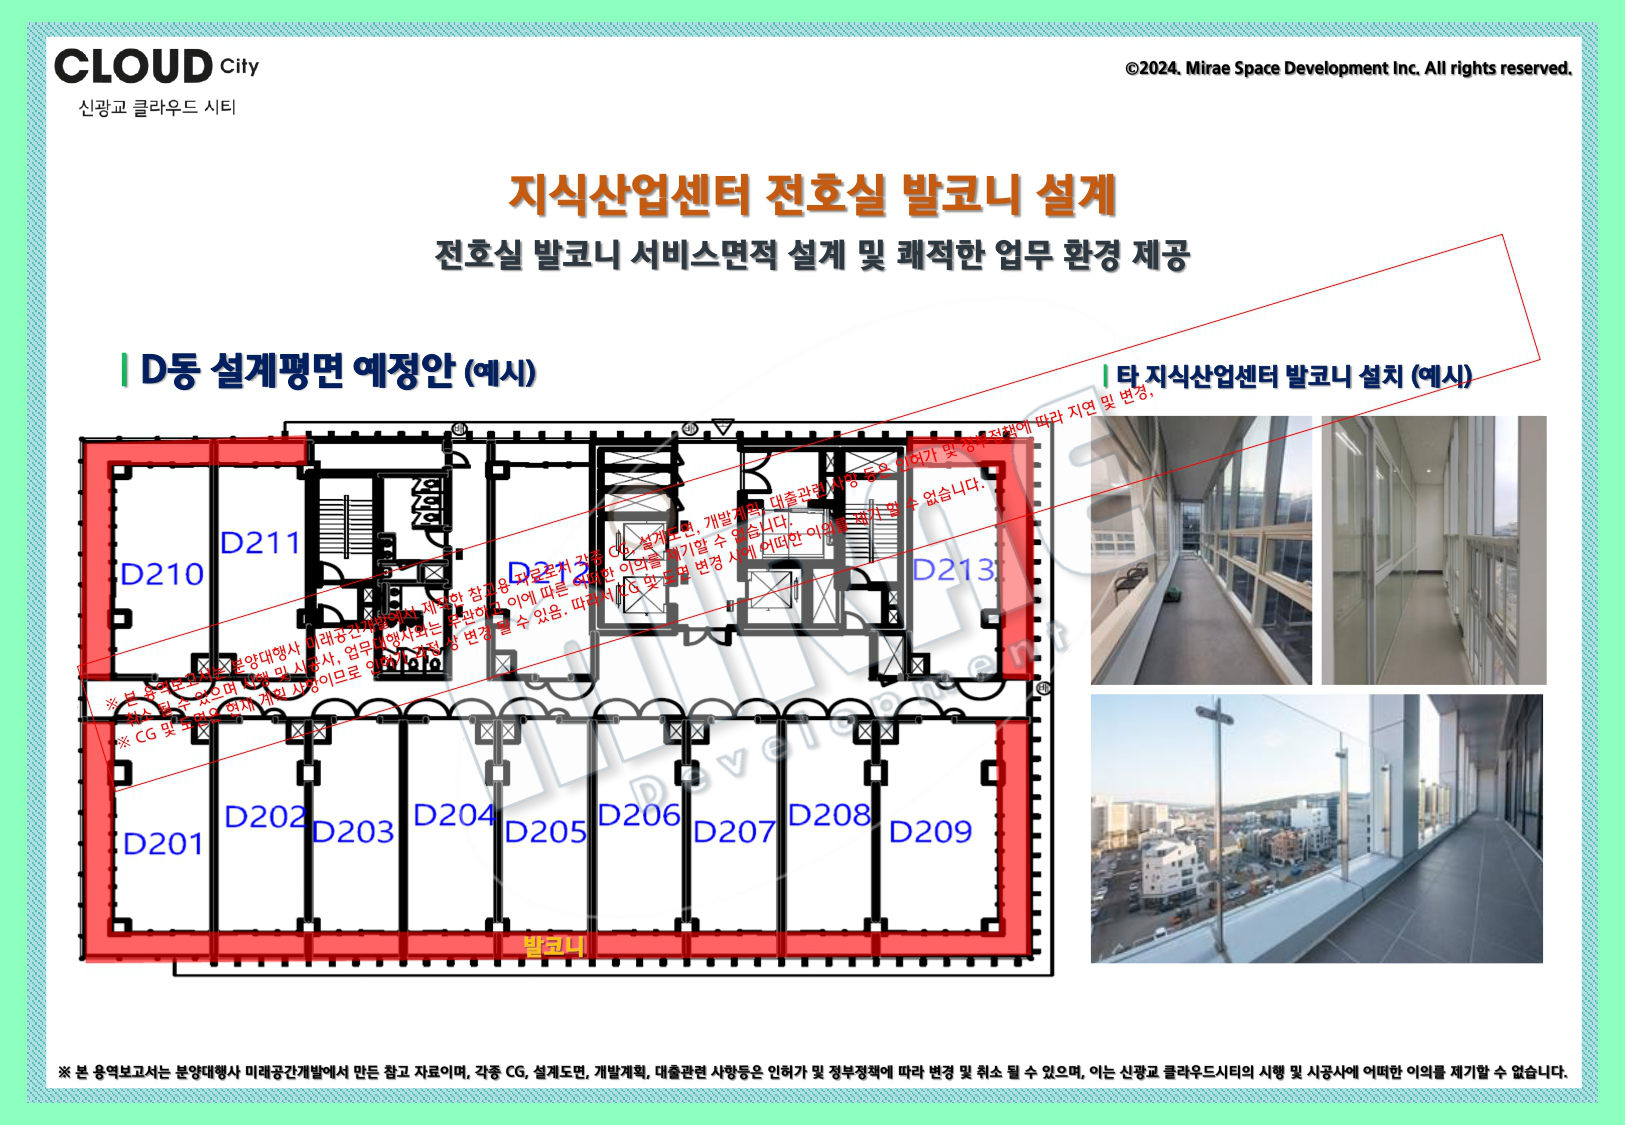 CLOUD City
신광교 클라우드 시티
©2024. Mirae Space Development Inc. All rights reserved.
지식산업센터 전호실 발코니 설계
전호실 발코니 서비스면적 설계 및 쾌적한 업무 환경 제공
| D동 설계평면 예정안 (예시)
| 타 지식산업센터 발코니 설치 (예시)
D210
D211
D212
D213
※ 본 용역보고서는 분양대행사 미래공간개발에서 제작한 참고용 자료로서 각종 CG, 설계도면, 개발계획, 대출관련 사항 등은 인허가 및 정부정책에 따라 지연 및 변경,
취소 될 수 있으며 시행 및 시공사, 업무대행사와는 무관하고 이에 따른 어떠한 이의를 제기할 수 없습니다.
※ CG 및 도면은 현재 계획 사항이므로 인허가 과정 상 변경 될 수 있음. 따라서 CG 및 도면 변경 시에 어떠한 이의를 제기 할 수 없습니다.
Development
D201
D202
D203
D204
D205
D206
D207
D208
D209
발코니
※ 본 용역보고서는 분양대행사 미래공간개발에서 만든 참고 자료이며, 각종 CG, 설계도면, 개발계획, 대출관련 사항등은 인허가 및 정부정책에 따라 변경 및 취소 될 수 있으며, 이는 신광교 클라우드시티의 시행 및 시공사에 어떠한 이의를 제기할 수 없습니다.